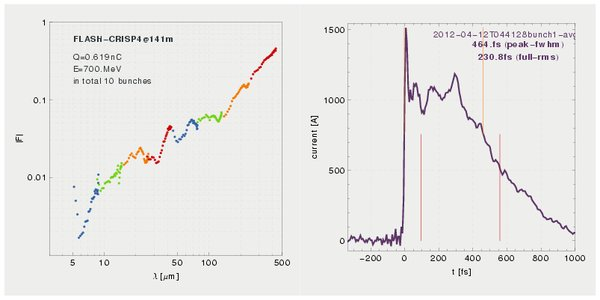 FLASH-CRISP4@141m
Q=0.619nC
E=700.MeV
in total 10 bunches
1
0.1
0.01
|F|
5
10
50
100
500
λ [μm]
2012-04-12T044128bunch1-avg
464.fs (peak-fwhm)
230.8fs (full-rms)
1500
1000
500
0
current [A]
-200
0
200
400
600
800
1000
t [fs]